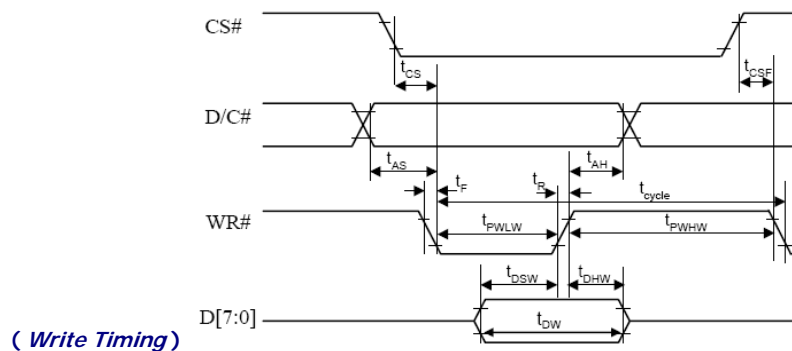 CS#
tCS
tCSF
D/C#
tAS
tAH
tF
tR
tcycle
WR#
tPWLW
tPWHW
tDSW
tDHW
D[7:0]
tDW
( Write Timing)